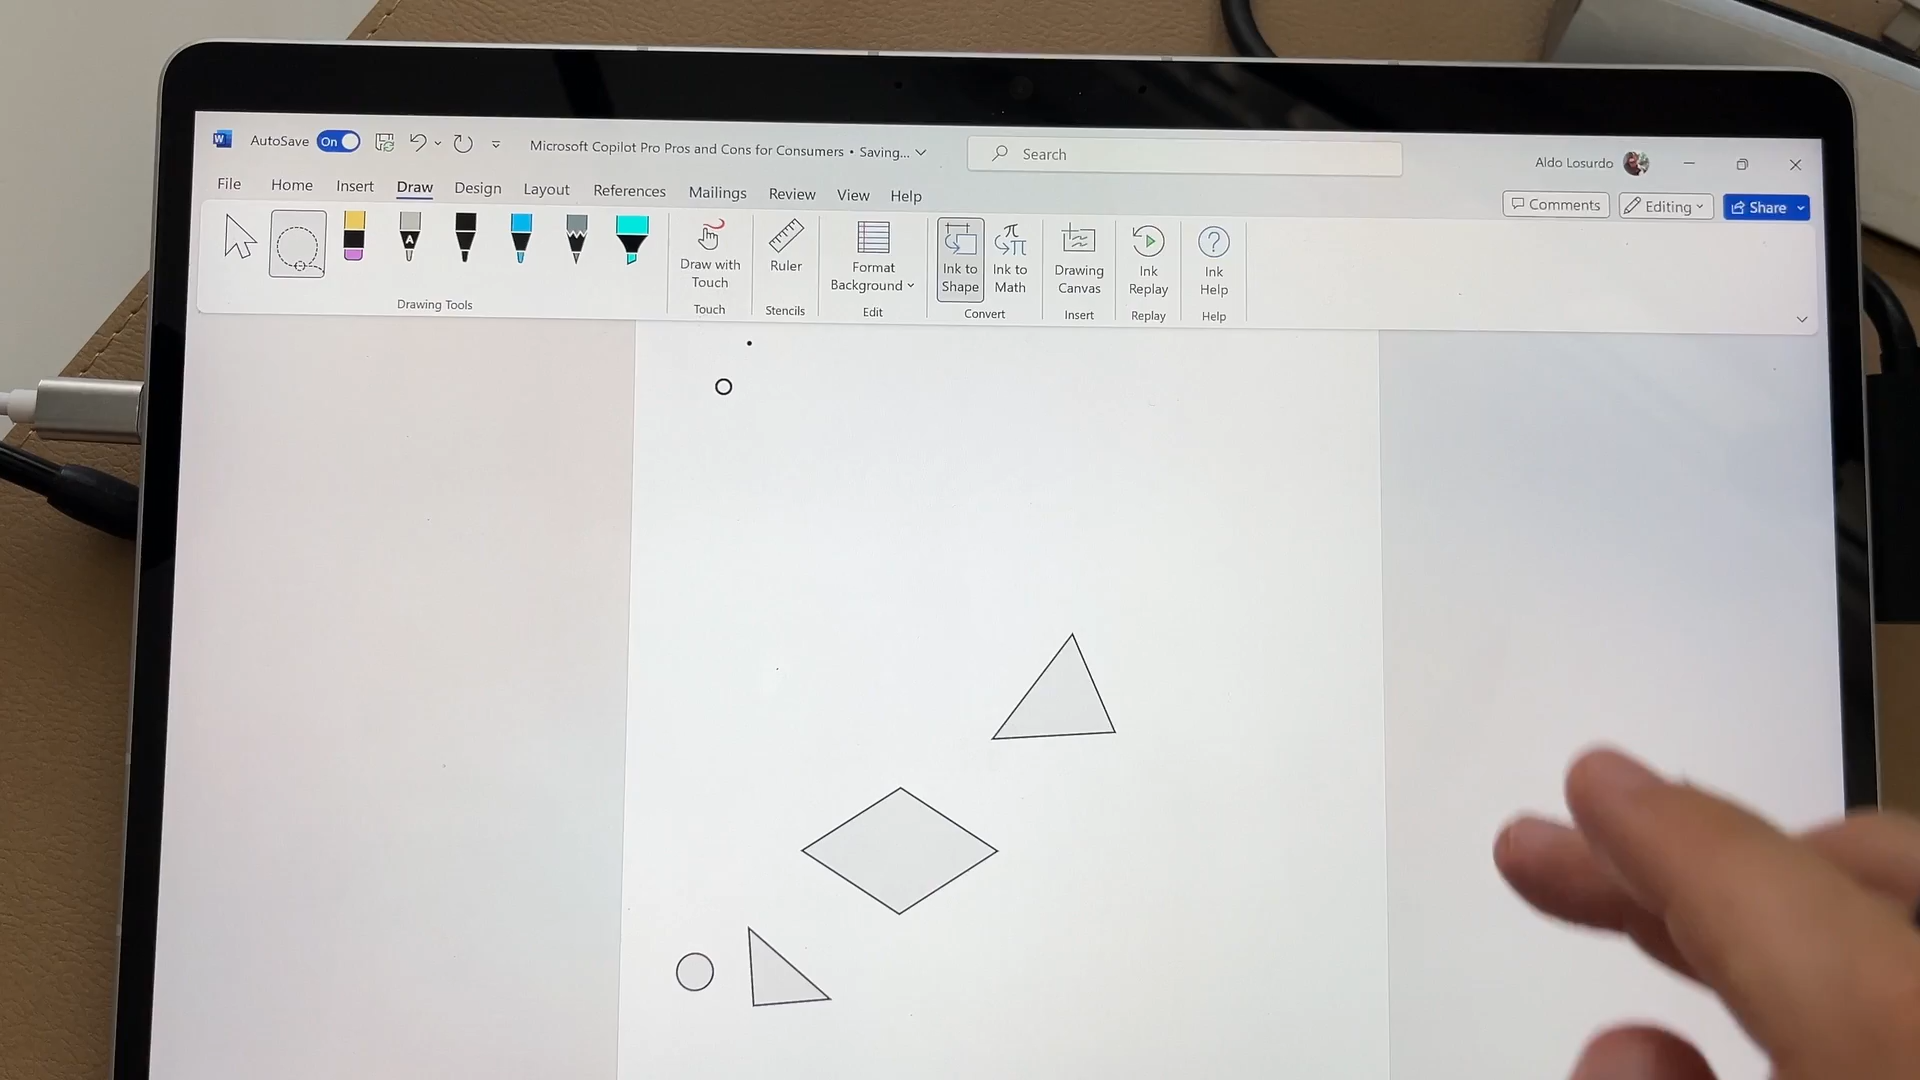 W AutoSave On Microsoft Copilot Pro Pros and Cons for Consumers • Saving... Search Aldo Losurdo
File Home Insert Draw Design Layout References Mailings Review View Help Comments Editing Share
A
Draw with Touch
Ruler
Format Background
Ink to Shape
Ink to Math
Drawing Canvas
Ink Replay
Ink Help
Drawing Tools Touch Stencils Edit Convert Insert Replay Help